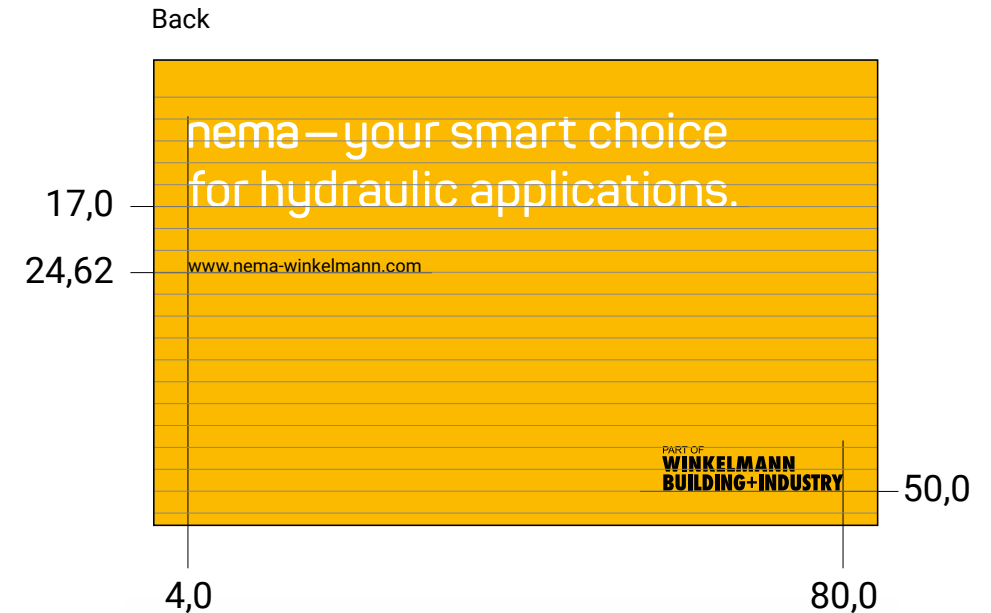 Back
nema—your smart choice
for hydraulic applications.
17,0
24,62
www.nema-winkelmann.com
PART OF
WINKELMANN
BUILDING+INDUSTRY
50,0
4,0
80,0